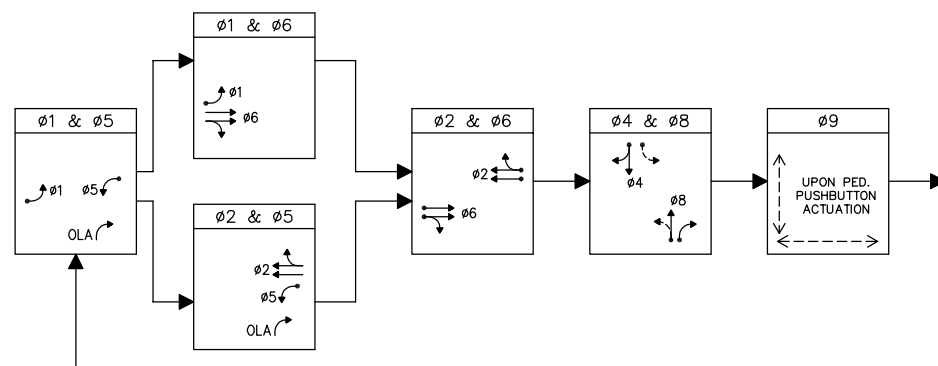 ø1 & ø6
ø1
ø6
ø1 & ø5
ø1
ø5
OLA
ø2 & ø5
ø2
ø5
OLA
ø2 & ø6
ø2
ø6
ø4 & ø8
ø4
ø8
ø9
UPON PED.
PUSHBUTTON
ACTUATION